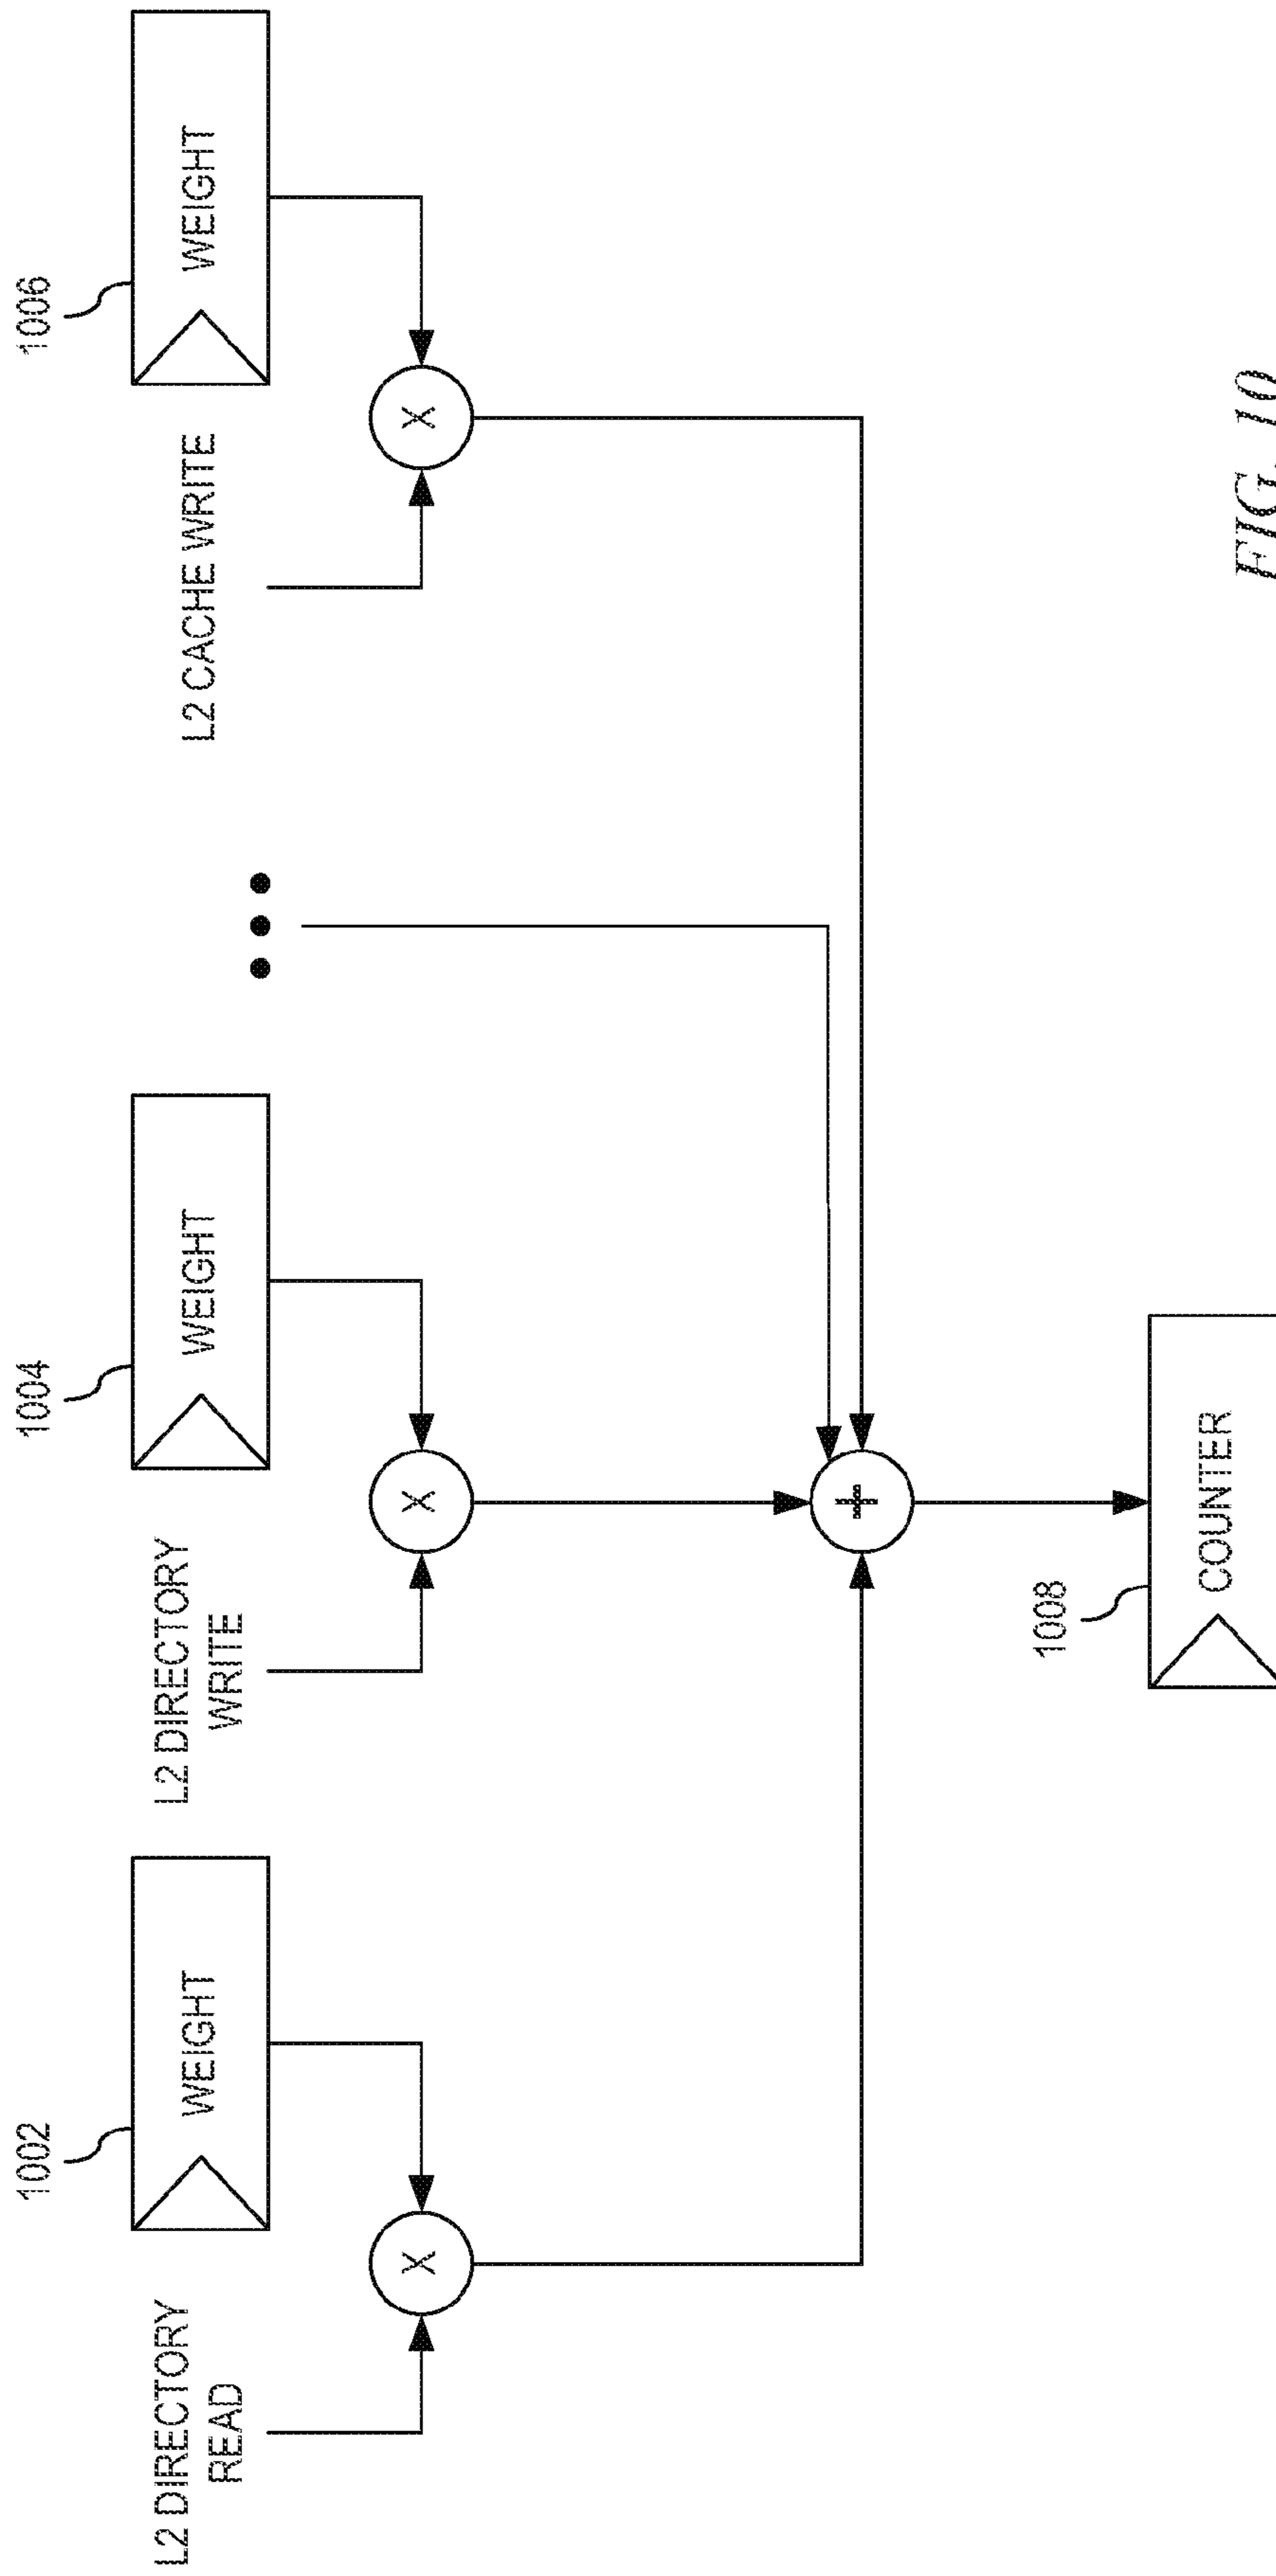 1002
1004
1006
WEIGHT
WEIGHT
WEIGHT
L2 DIRECTORY
READ
L2 DIRECTORY
WRITE
L2 CACHE WRITE
X
X
X
+
1008
COUNTER
FIG. 10